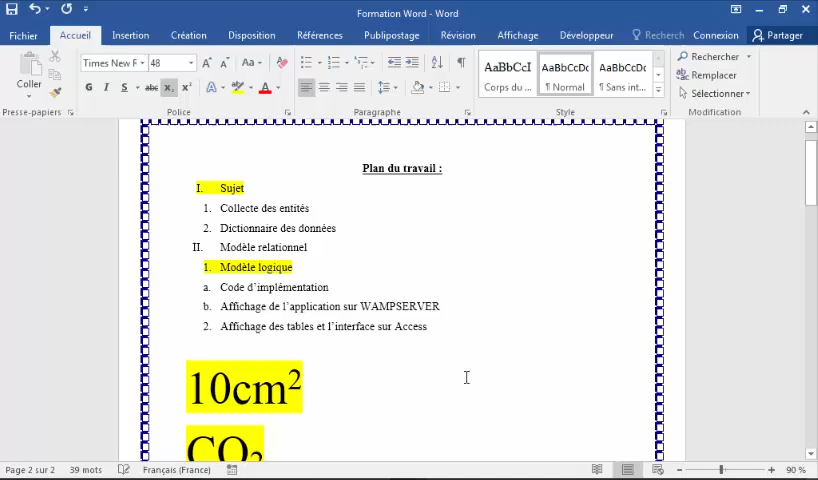 Formation Word - Word
Fichier Accueil Insertion Création Disposition Références Publipostage Révision Affichage Développeur Recherch Connexion Partager
Coller
Times New F 48 A A Aa
G I S abc x₂ x² A A
AaBbCcI AaBbCcDc AaBbCcDc
Corps du ... ¶ Normal ¶ Sans int...
Rechercher
Remplacer
Sélectionner
Presse-papiers Police Paragraphe Style Modification
Plan du travail :
I. Sujet
1. Collecte des entités
2. Dictionnaire des données
II. Modèle relationnel
1. Modèle logique
a. Code d’implémentation
b. Affichage de l’application sur WAMPSERVER
2. Affichage des tables et l’interface sur Access
10cm²
CO₂
Page 2 sur 2 39 mots Français (France) 90 %